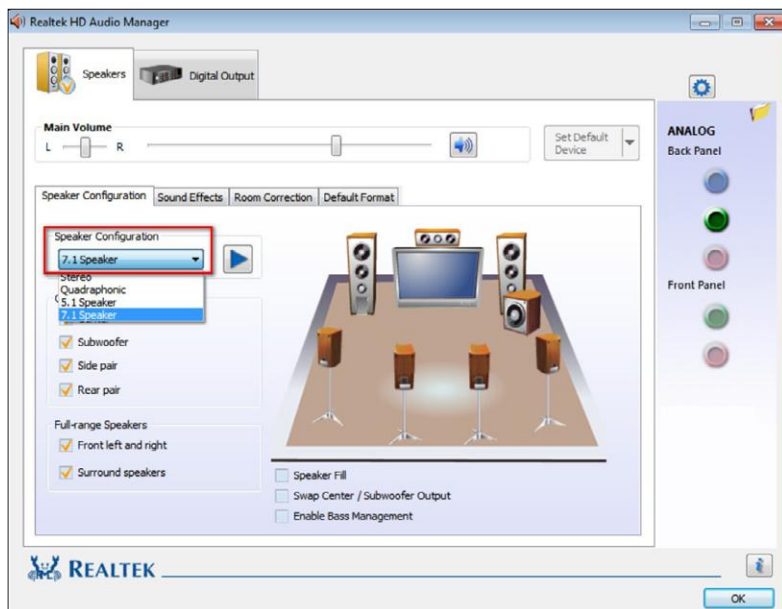 Realtek HD Audio Manager
Speakers
Digital Output
Main Volume
L
R
Set Default
Device
ANALOG
Back Panel
Speaker Configuration
Sound Effects
Room Correction
Default Format
Speaker Configuration
7.1 Speaker
Stereo
Quadraphonic
5.1 Speaker
7.1 Speaker
Subwoofer
Side pair
Rear pair
Front Panel
Full-range Speakers
Front left and right
Surround speakers
Speaker Fill
Swap Center / Subwoofer Output
Enable Bass Management
REALTEK
OK